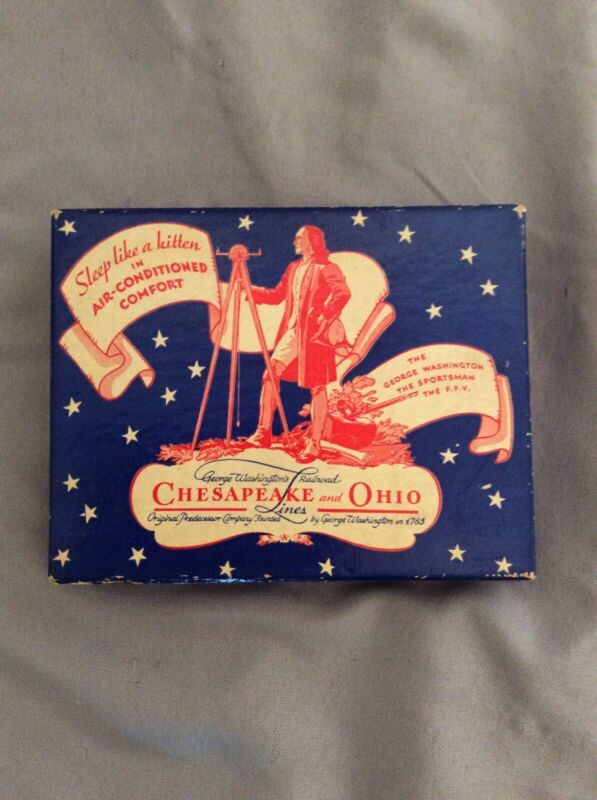 Sleep like a kitten
IN
AIR-CONDITIONED
COMFORT
THE
GEORGE WASHINGTON
THE SPORTSMAN
THE F.F.V.
George Washington's Railroad
CHESAPEAKE and OHIO
Lines
Original Predecessor Company Founded by George Washington in 1785